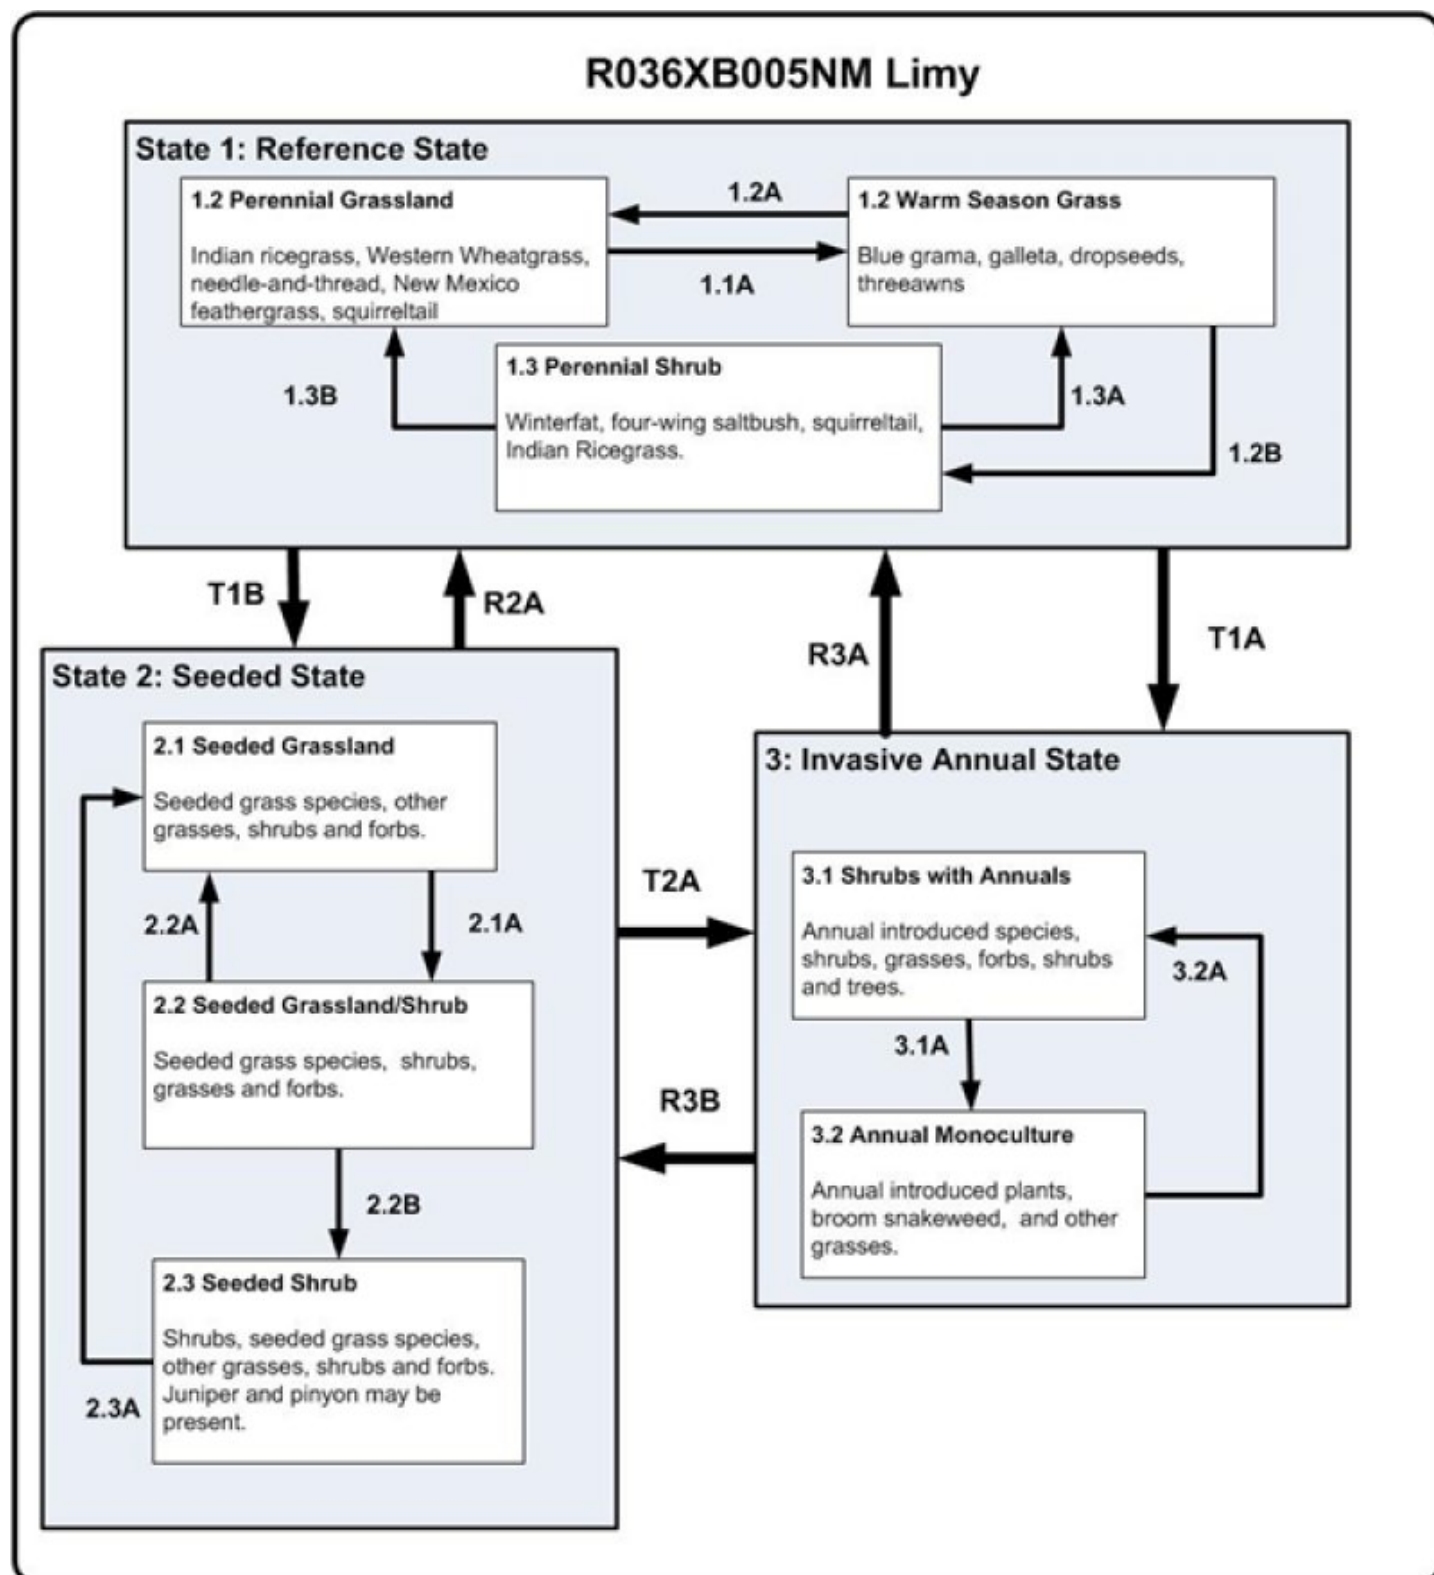 R036XB005NM Limy
State 1: Reference State
1.2 Perennial Grassland
Indian ricegrass, Western Wheatgrass,
needle-and-thread, New Mexico
feathergrass, squirreltail
1.2A
1.1A
1.2 Warm Season Grass
Blue grama, galleta, dropseeds,
threeawns
1.3B
1.3 Perennial Shrub
Winterfat, four-wing saltbush, squirreltail,
Indian Ricegrass.
1.3A
1.2B
T1B
R2A
R3A
T1A
State 2: Seeded State
2.1 Seeded Grassland
Seeded grass species, other
grasses, shrubs and forbs.
2.2A
2.1A
2.2 Seeded Grassland/Shrub
Seeded grass species,  shrubs,
grasses and forbs.
2.2B
2.3 Seeded Shrub
Shrubs, seeded grass species,
other grasses, shrubs and forbs.
Juniper and pinyon may be
present.
2.3A
T2A
R3B
3: Invasive Annual State
3.1 Shrubs with Annuals
Annual introduced species,
shrubs, grasses, forbs, shrubs
and trees.
3.2A
3.1A
3.2 Annual Monoculture
Annual introduced plants,
broom snakeweed,  and other
grasses.